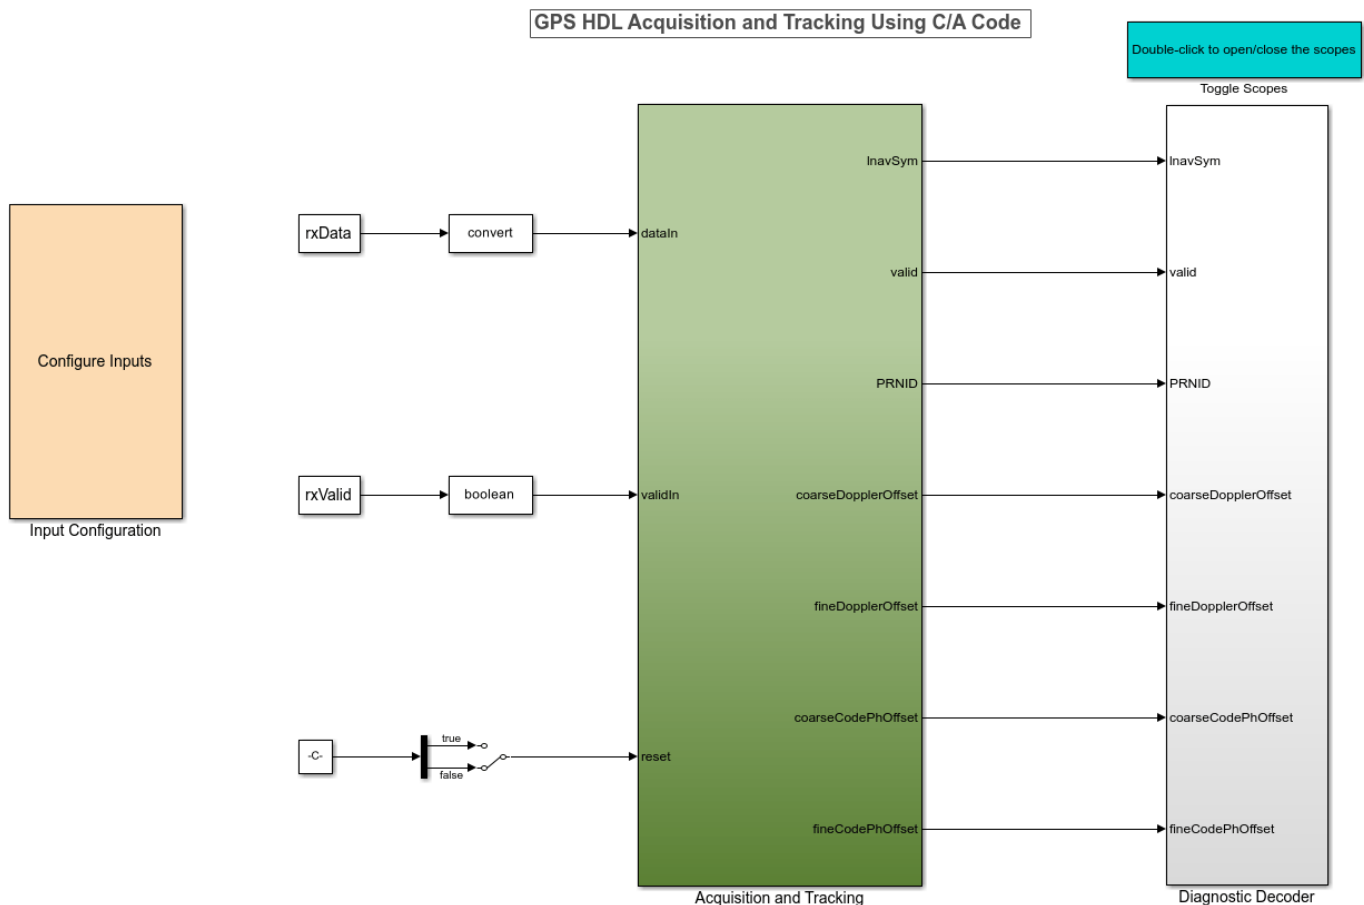 GPS HDL Acquisition and Tracking Using C/A Code
Double-click to open/close the scopes
Toggle Scopes
Configure Inputs
Input Configuration
rxData
convert
rxValid
boolean
-C-
true
false
dataIn
validIn
reset
lnavSym
valid
PRNID
coarseDopplerOffset
fineDopplerOffset
coarseCodePhOffset
fineCodePhOffset
Acquisition and Tracking
lnavSym
valid
PRNID
coarseDopplerOffset
fineDopplerOffset
coarseCodePhOffset
fineCodePhOffset
Diagnostic Decoder